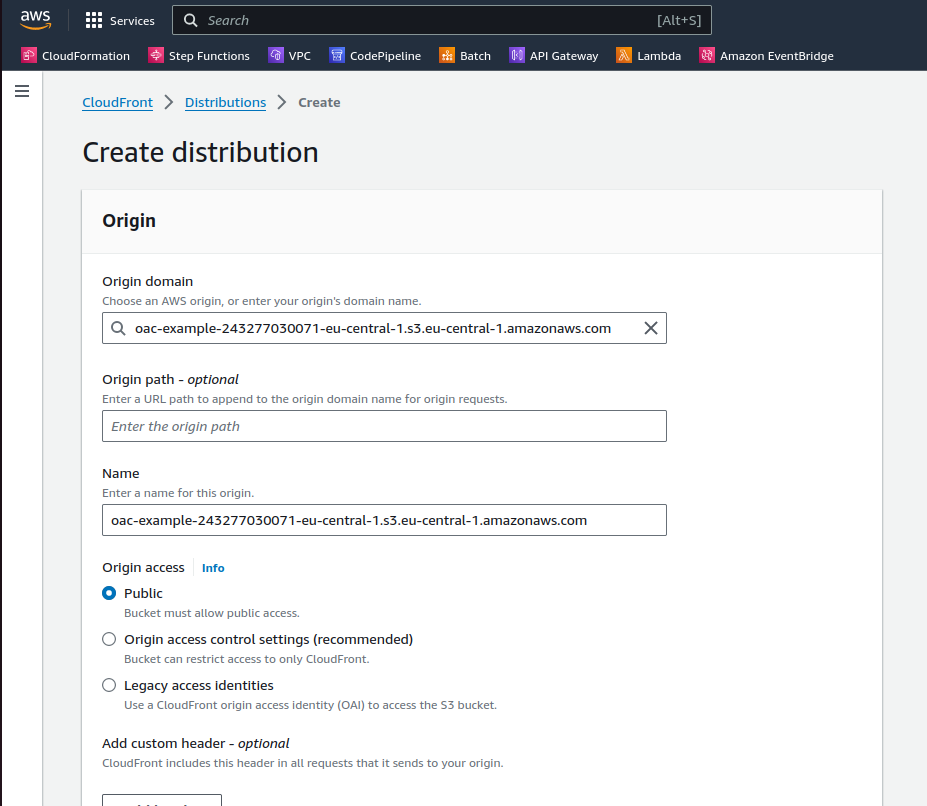 aws
Services
Search
[Alt+S]
CloudFormation
Step Functions
VPC
CodePipeline
Batch
API Gateway
Lambda
Amazon EventBridge
CloudFront
Distributions
Create
Create distribution
Origin
Origin domain
Choose an AWS origin, or enter your origin's domain name.
oac-example-243277030071-eu-central-1.s3.eu-central-1.amazonaws.com
Origin path - optional
Enter a URL path to append to the origin domain name for origin requests.
Enter the origin path
Name
Enter a name for this origin.
oac-example-243277030071-eu-central-1.s3.eu-central-1.amazonaws.com
Origin access
Info
Public
Bucket must allow public access.
Origin access control settings (recommended)
Bucket can restrict access to only CloudFront.
Legacy access identities
Use a CloudFront origin access identity (OAI) to access the S3 bucket.
Add custom header - optional
CloudFront includes this header in all requests that it sends to your origin.